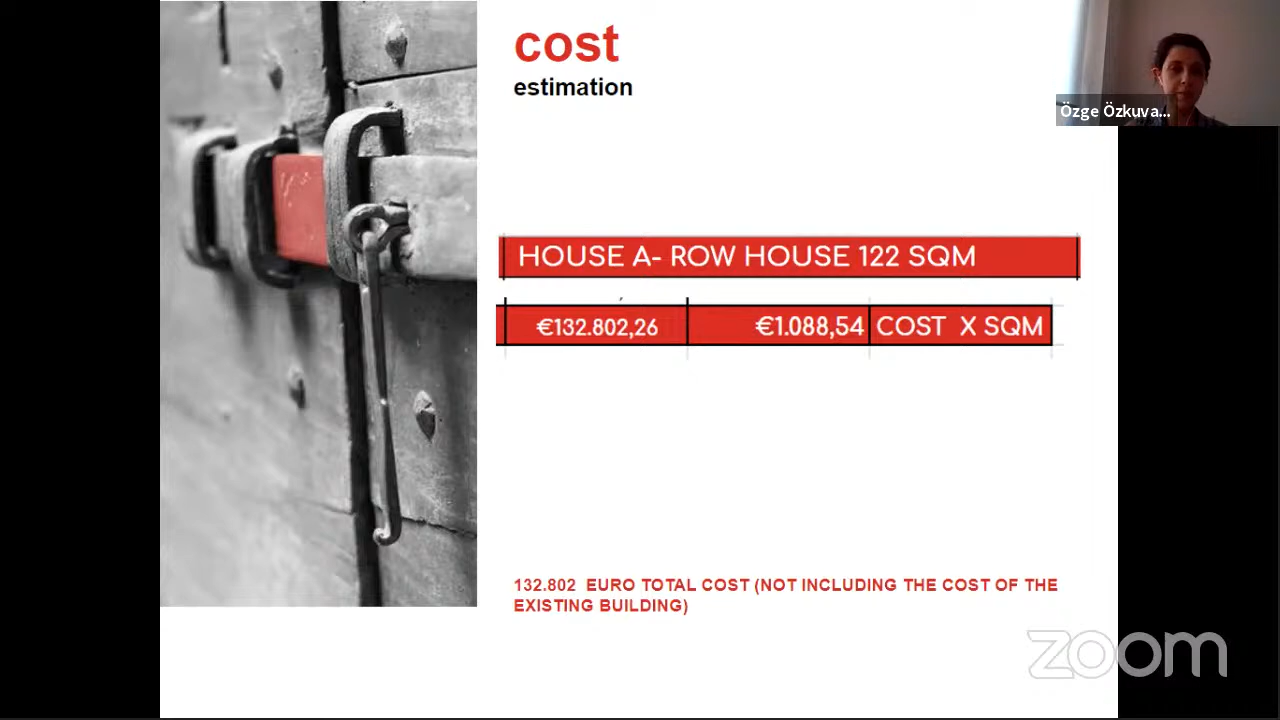 cost
estimation
Özge Özkuva...
HOUSE A- ROW HOUSE 122 SQM
€132.802,26 €1.088,54 COST X SQM
132.802 EURO TOTAL COST (NOT INCLUDING THE COST OF THE
EXISTING BUILDING)
zoom